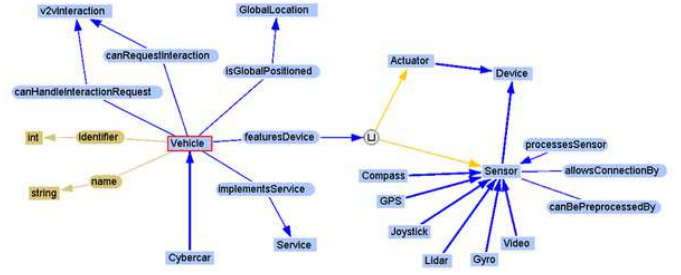 v2vInteraction
GlobalLocation
canRequestInteraction
Actuator
Device
isGlobalPositioned
canHandleInteractionRequest
int
identifier
Vehicle
featuresDevice
⊔
processesSensor
Compass
Sensor
allowsConnectionBy
string
name
implementsService
GPS
canBePreprocessedBy
Joystick
Video
Cybercar
Service
Lidar
Gyro